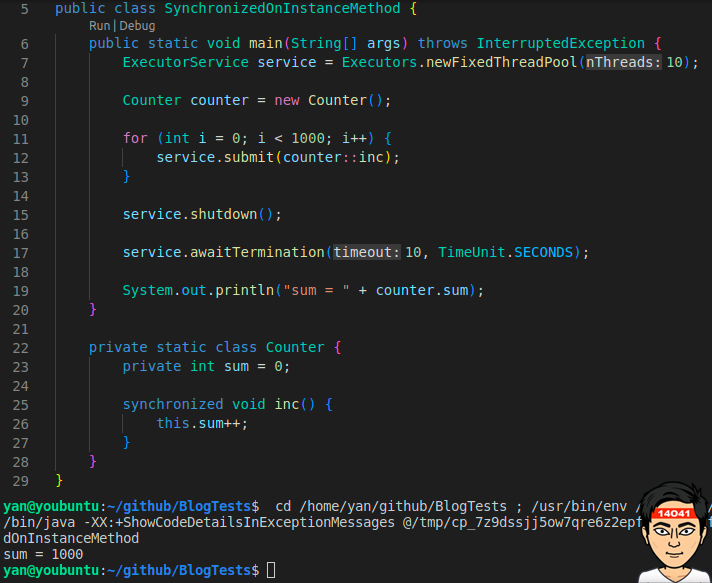 5 public class SynchronizedOnInstanceMethod {
Run | Debug
6 public static void main(String[] args) throws InterruptedException {
7 ExecutorService service = Executors.newFixedThreadPool(nThreads: 10);
8
9 Counter counter = new Counter();
10
11 for (int i = 0; i < 1000; i++) {
12 service.submit(counter::inc);
13 }
14
15 service.shutdown();
16
17 service.awaitTermination(timeout: 10, TimeUnit.SECONDS);
18
19 System.out.println("sum = " + counter.sum);
20 }
21
22 private static class Counter {
23 private int sum = 0;
24
25 synchronized void inc() {
26 this.sum++;
27 }
28 }
29 }
yan@youbuntu:~/github/BlogTests$ cd /home/yan/github/BlogTests ; /usr/bin/env /
/bin/java -XX:+ShowCodeDetailsInExceptionMessages @/tmp/cp_7z9dssjj5ow7qre6z2epf
dOnInstanceMethod
sum = 1000
yan@youbuntu:~/github/BlogTests$
14041